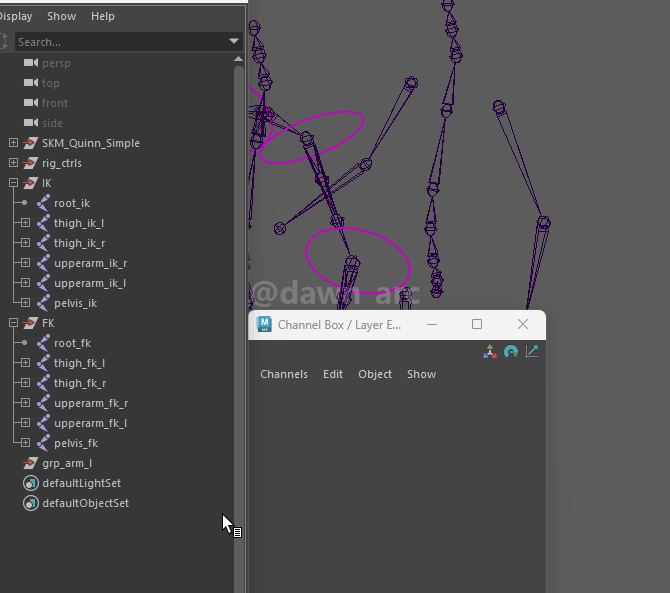 Display Show Help
Search...
persp
top
front
side
SKM_Quinn_Simple
rig_ctrls
IK
root_ik
thigh_ik_l
thigh_ik_r
upperarm_ik_r
upperarm_ik_l
pelvis_ik
FK
root_fk
thigh_fk_l
thigh_fk_r
upperarm_fk_r
upperarm_fk_l
pelvis_fk
grp_arm_l
defaultLightSet
defaultObjectSet
@dawn_arc
M
Channel Box / Layer E...
Channels Edit Object Show